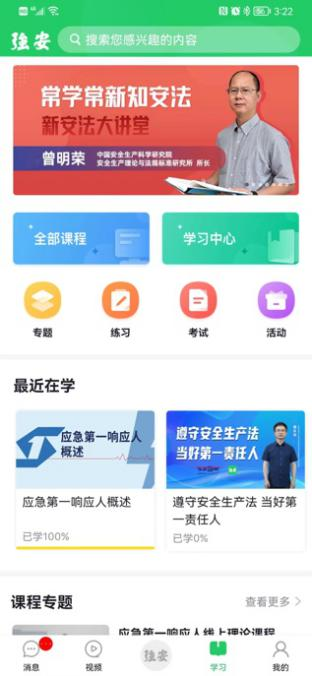 3:22
強安
搜索您感兴趣的内容
常学常新知安法
新安法大讲堂
曾明荣
中国安全生产科学研究院
安全生产理论与法规标准研究所 所长
全部课程
学习中心
专题
练习
考试
活动
最近在学
应急第一响应人
概述
遵守安全生产法
当好第一责任人
应急第一响应人概述
已学100%
遵守安全生产法 当好第
一责任人
已学0%
课程专题
查看更多 >
应急第一响应人线上理论课程
消息
视频
強安
学习
我的